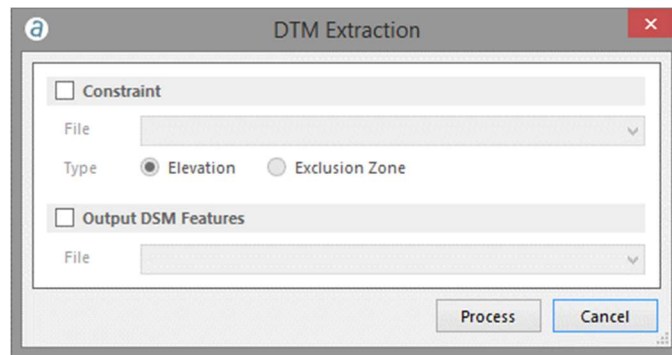 a DTM Extraction
Constraint
File
Type Elevation Exclusion Zone
Output DSM Features
File
Process Cancel